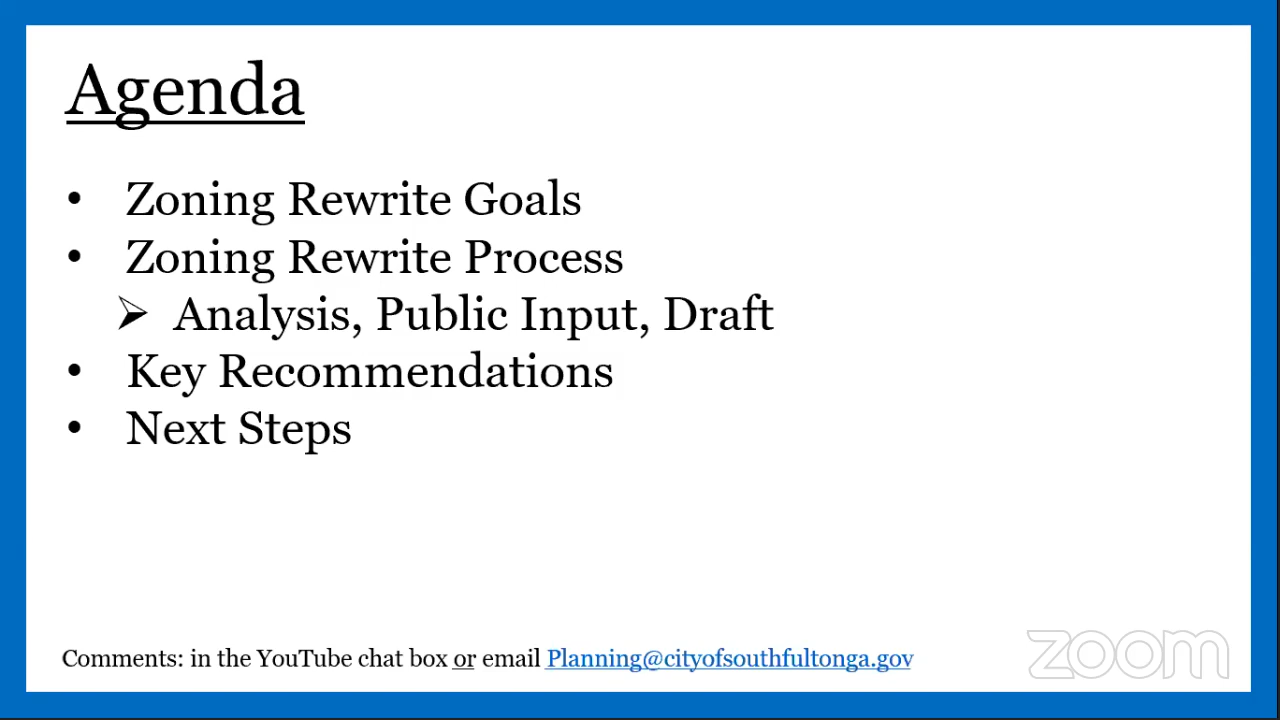 Agenda
• Zoning Rewrite Goals
• Zoning Rewrite Process
➢ Analysis, Public Input, Draft
• Key Recommendations
• Next Steps
Comments: in the YouTube chat box or email Planning@cityofsouthfultonga.gov
zoom